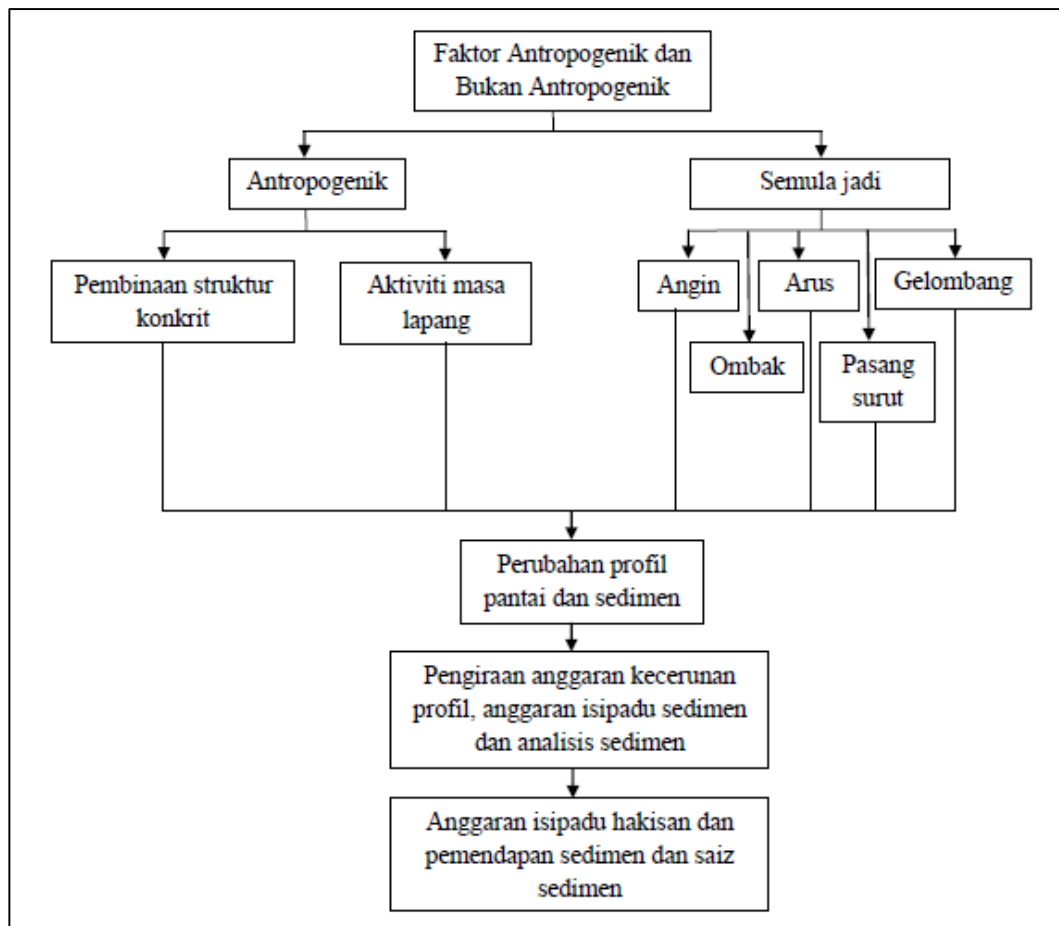 Faktor Antropogenik dan
Bukan Antropogenik
Antropogenik
Semula jadi
Pembinaan struktur
konkrit
Aktiviti masa
lapang
Angin
Arus
Gelombang
Ombak
Pasang
surut
Perubahan profil
pantai dan sedimen
Pengiraan anggaran kecerunan
profil, anggaran isipadu sedimen
dan analisis sedimen
Anggaran isipadu hakisan dan
pemendapan sedimen dan saiz
sedimen